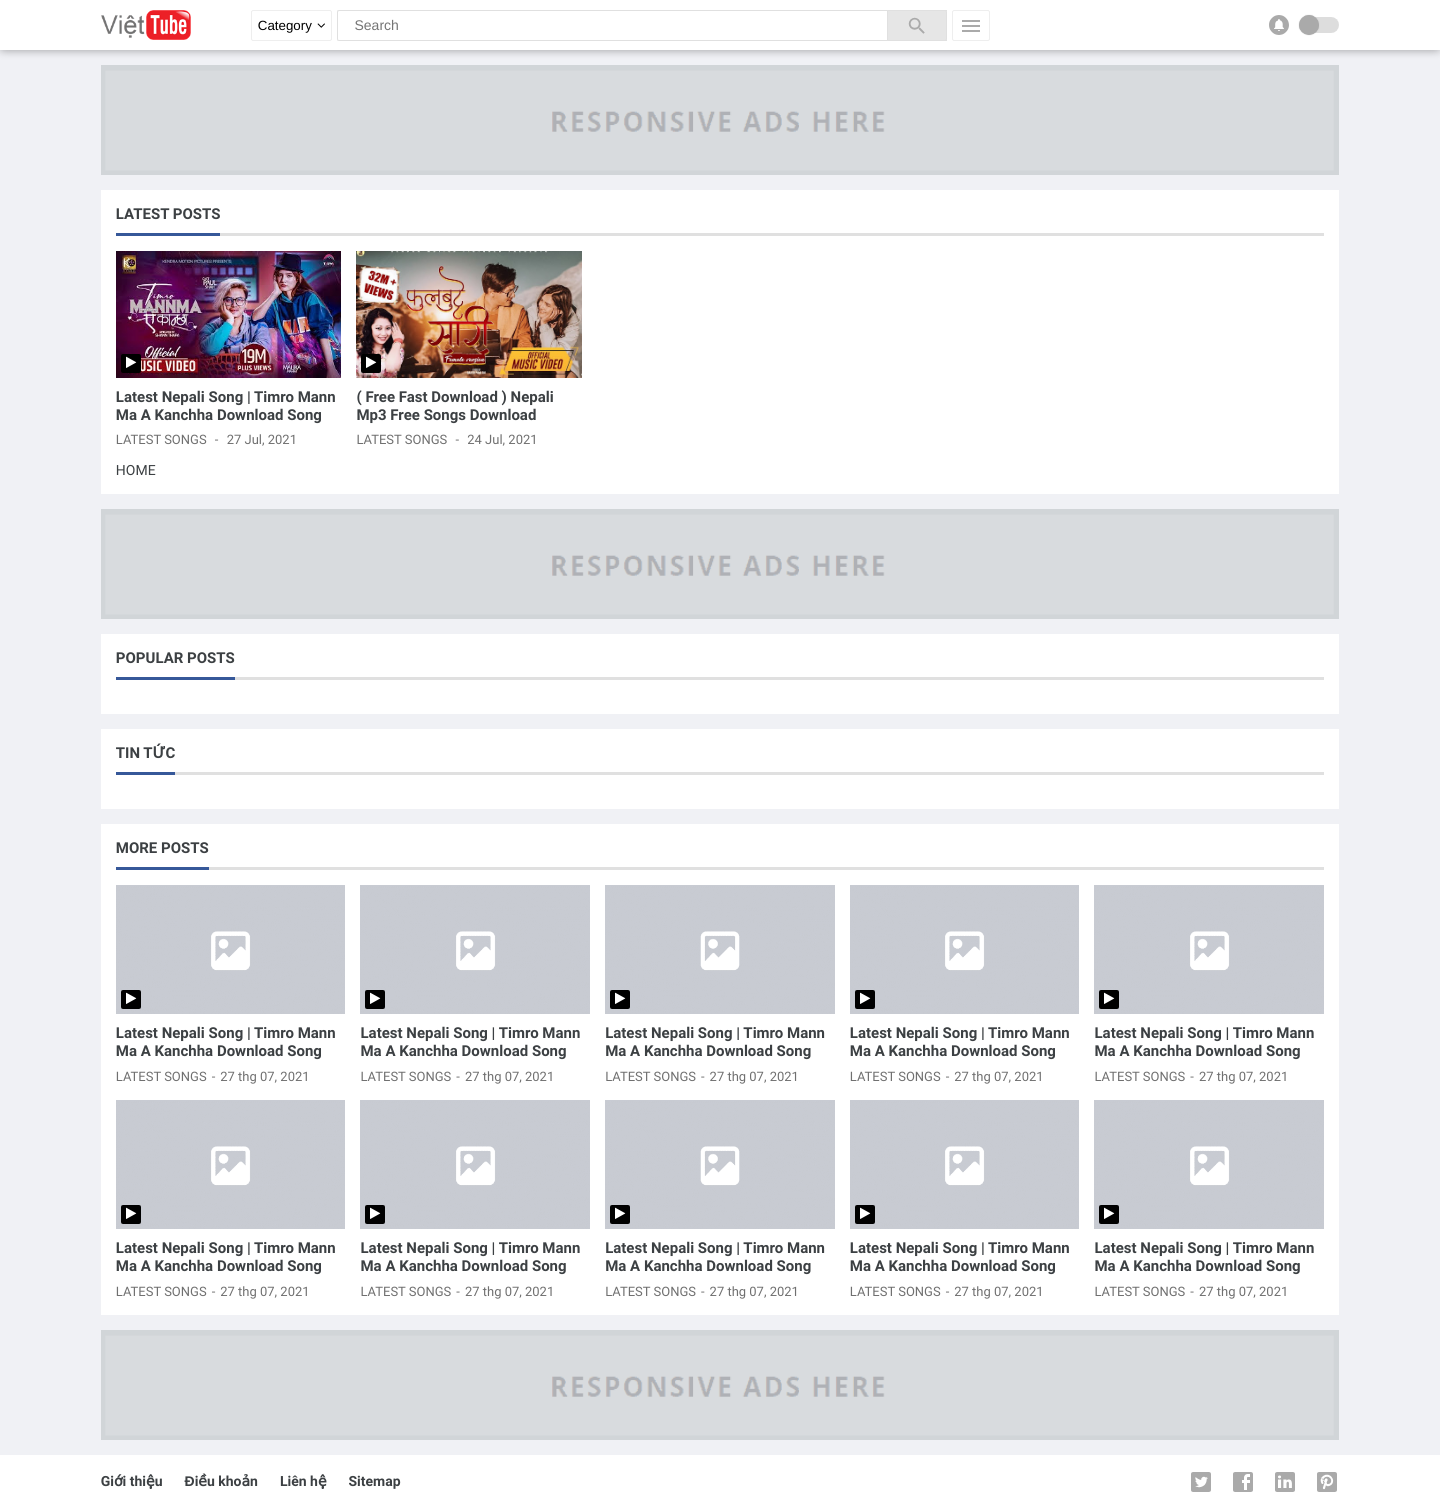 ViệtTube
Category
Search
RESPONSIVE ADS HERE
LATEST POSTS
KENDRA MOTION PICTURES PRESENTS
Timro
MANNMA
Official
MUSIC VIDEO
19M
PLUS VIEWS
32M +
VIEWS
फूलबुट्टे
सारी
Female version
OFFICIAL
MUSIC VIDEO
Latest Nepali Song | Timro Mann
Ma A Kanchha Download Song
LATEST SONGS - 27 Jul, 2021
( Free Fast Download ) Nepali
Mp3 Free Songs Download
LATEST SONGS - 24 Jul, 2021
HOME
RESPONSIVE ADS HERE
POPULAR POSTS
TIN TỨC
MORE POSTS
Latest Nepali Song | Timro Mann
Ma A Kanchha Download Song
LATEST SONGS - 27 thg 07, 2021
Latest Nepali Song | Timro Mann
Ma A Kanchha Download Song
LATEST SONGS - 27 thg 07, 2021
Latest Nepali Song | Timro Mann
Ma A Kanchha Download Song
LATEST SONGS - 27 thg 07, 2021
Latest Nepali Song | Timro Mann
Ma A Kanchha Download Song
LATEST SONGS - 27 thg 07, 2021
Latest Nepali Song | Timro Mann
Ma A Kanchha Download Song
LATEST SONGS - 27 thg 07, 2021
Latest Nepali Song | Timro Mann
Ma A Kanchha Download Song
LATEST SONGS - 27 thg 07, 2021
Latest Nepali Song | Timro Mann
Ma A Kanchha Download Song
LATEST SONGS - 27 thg 07, 2021
Latest Nepali Song | Timro Mann
Ma A Kanchha Download Song
LATEST SONGS - 27 thg 07, 2021
Latest Nepali Song | Timro Mann
Ma A Kanchha Download Song
LATEST SONGS - 27 thg 07, 2021
Latest Nepali Song | Timro Mann
Ma A Kanchha Download Song
LATEST SONGS - 27 thg 07, 2021
RESPONSIVE ADS HERE
Giới thiệu Điều khoản Liên hệ Sitemap